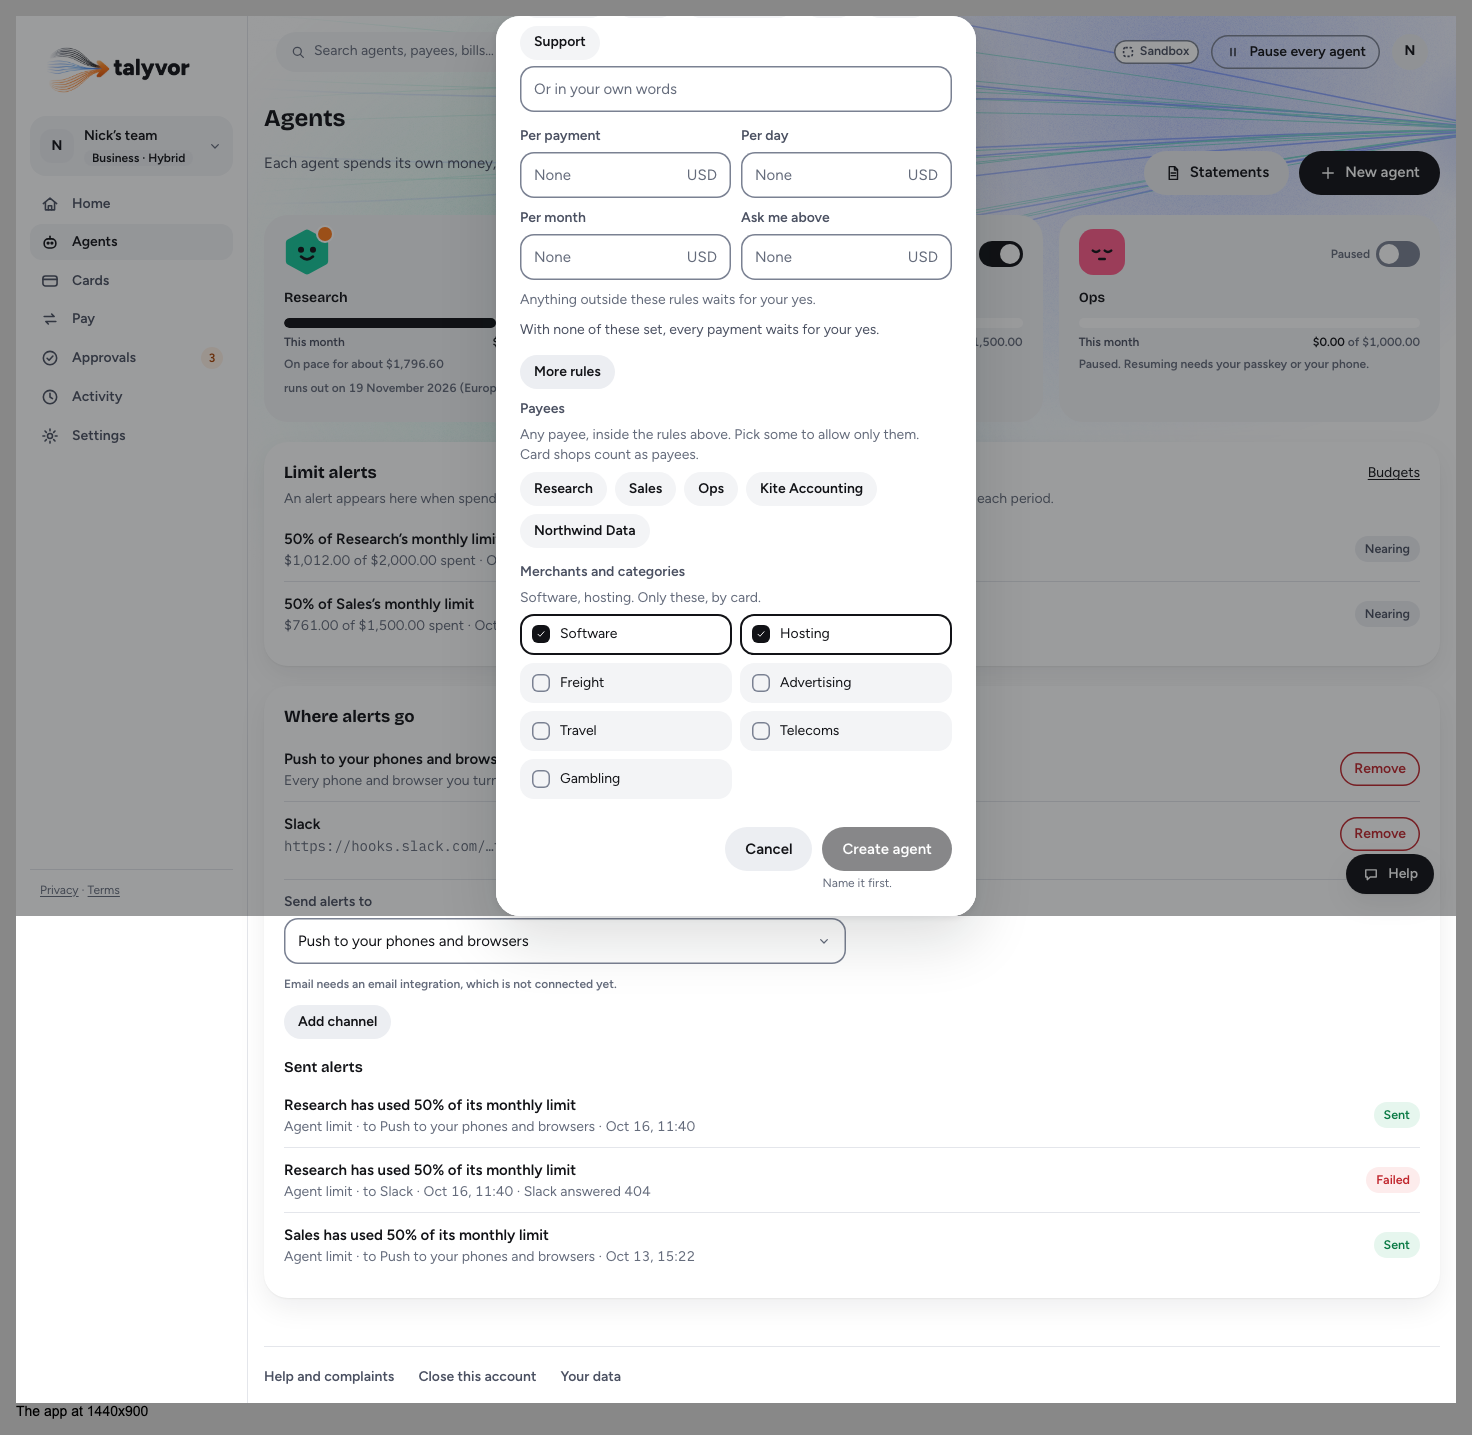 talyvor
N
Nick's team
Business · Hybrid
Home
Agents
Cards
Pay
Approvals
3
Activity
Settings
Privacy · Terms
Search agents, payees, bills...
Sandbox
Pause every agent
N
Agents
Each agent spends its own money,
Statements
New agent
Research
This month
On pace for about $1,796.60
runs out on 19 November 2026 (Europ
,500.00
Paused
Ops
This month
$0.00 of $1,000.00
Paused. Resuming needs your passkey or your phone.
Limit alerts
Budgets
An alert appears here when spend
each period.
50% of Research's monthly limi
$1,012.00 of $2,000.00 spent · O
Nearing
50% of Sales's monthly limit
$761.00 of $1,500.00 spent · Oct
Nearing
Where alerts go
Push to your phones and brows
Every phone and browser you turn
Remove
Slack
https://hooks.slack.com/…
Remove
Help
Send alerts to
Push to your phones and browsers
Email needs an email integration, which is not connected yet.
Add channel
Sent alerts
Research has used 50% of its monthly limit
Agent limit · to Push to your phones and browsers · Oct 16, 11:40
Sent
Research has used 50% of its monthly limit
Agent limit · to Slack · Oct 16, 11:40 · Slack answered 404
Failed
Sales has used 50% of its monthly limit
Agent limit · to Push to your phones and browsers · Oct 13, 15:22
Sent
Help and complaints
Close this account
Your data
Support
Or in your own words
Per payment
Per day
None USD
None USD
Per month
Ask me above
None USD
None USD
Anything outside these rules waits for your yes.
With none of these set, every payment waits for your yes.
More rules
Payees
Any payee, inside the rules above. Pick some to allow only them.
Card shops count as payees.
Research
Sales
Ops
Kite Accounting
Northwind Data
Merchants and categories
Software, hosting. Only these, by card.
Software
Hosting
Freight
Advertising
Travel
Telecoms
Gambling
Cancel
Create agent
Name it first.
The app at 1440x900